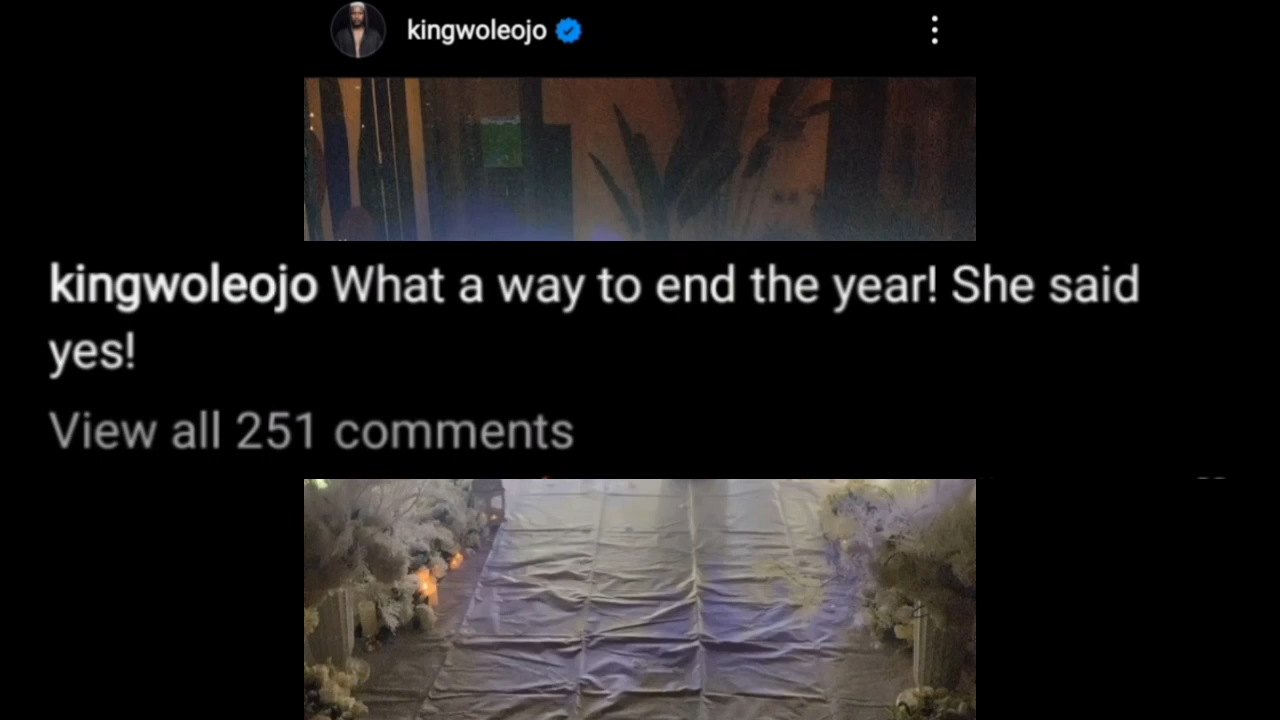 kingwoleojo
kingwoleojo What a way to end the year! She said
yes!
View all 251 comments